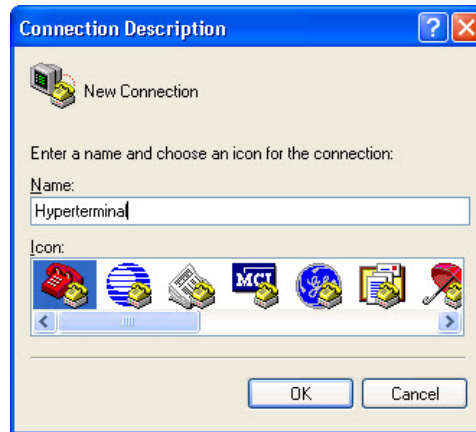 Connection Description
New Connection
Enter a name and choose an icon for the connection:
Name:
Hyperterminal
Icon:
MCI
OK
Cancel